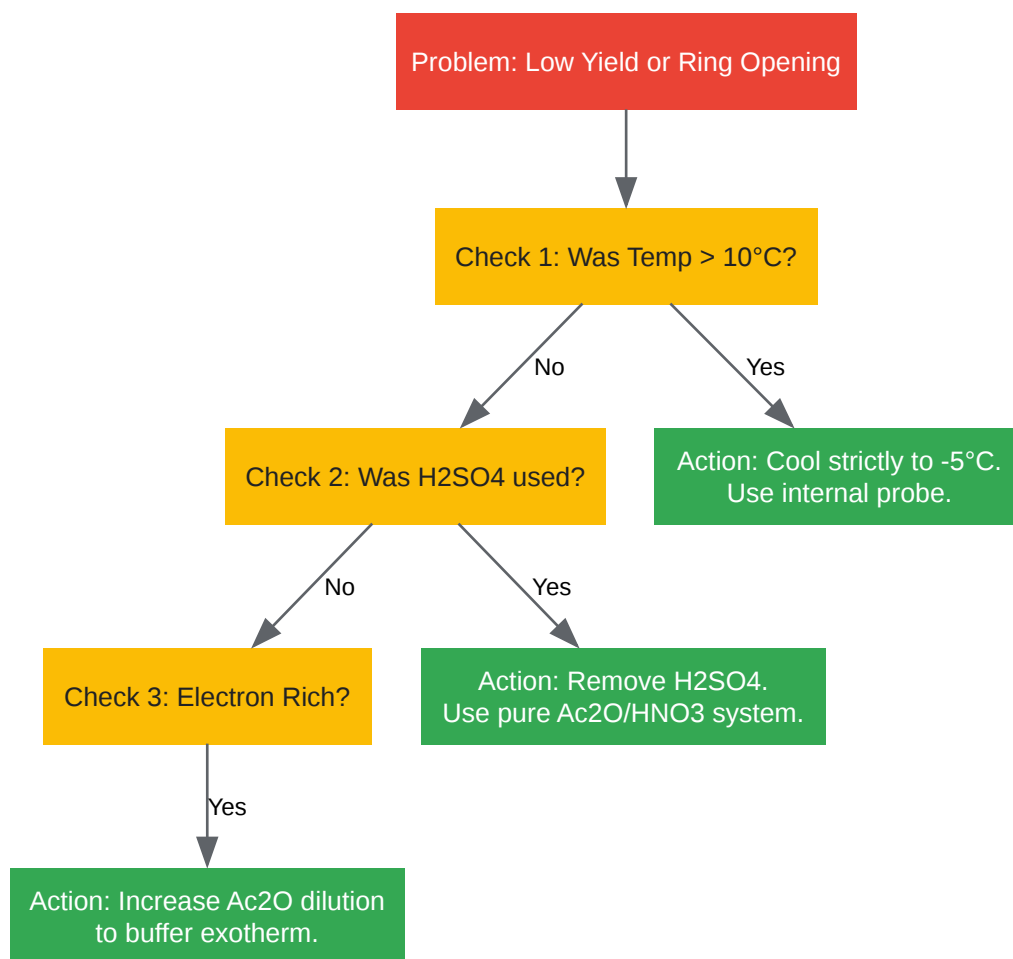 Problem: Low Yield or Ring Opening
Check 1: Was Temp > 10°C?
No
Yes
Check 2: Was H2SO4 used?
Action: Cool strictly to -5°C.
Use internal probe.
No
Yes
Check 3: Electron Rich?
Action: Remove H2SO4.
Use pure Ac2O/HNO3 system.
Yes
Action: Increase Ac2O dilution
to buffer exotherm.